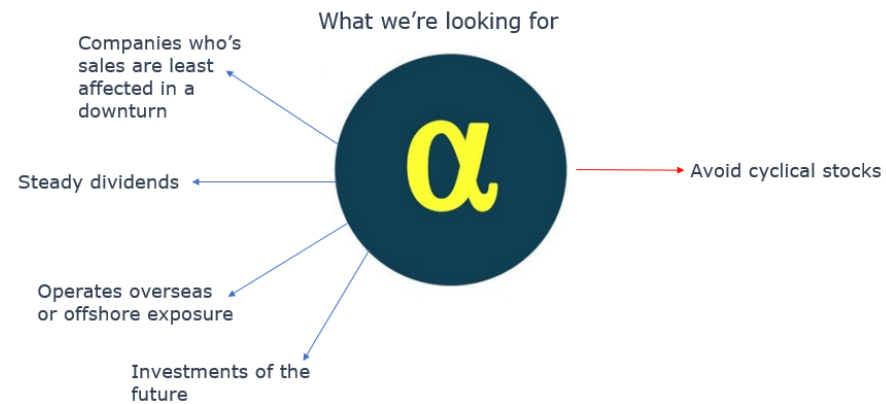 What we're looking for
Companies who's
sales are least
affected in a
downturn
Steady dividends
Operates overseas
or offshore exposure
Investments of the
future
α
Avoid cyclical stocks